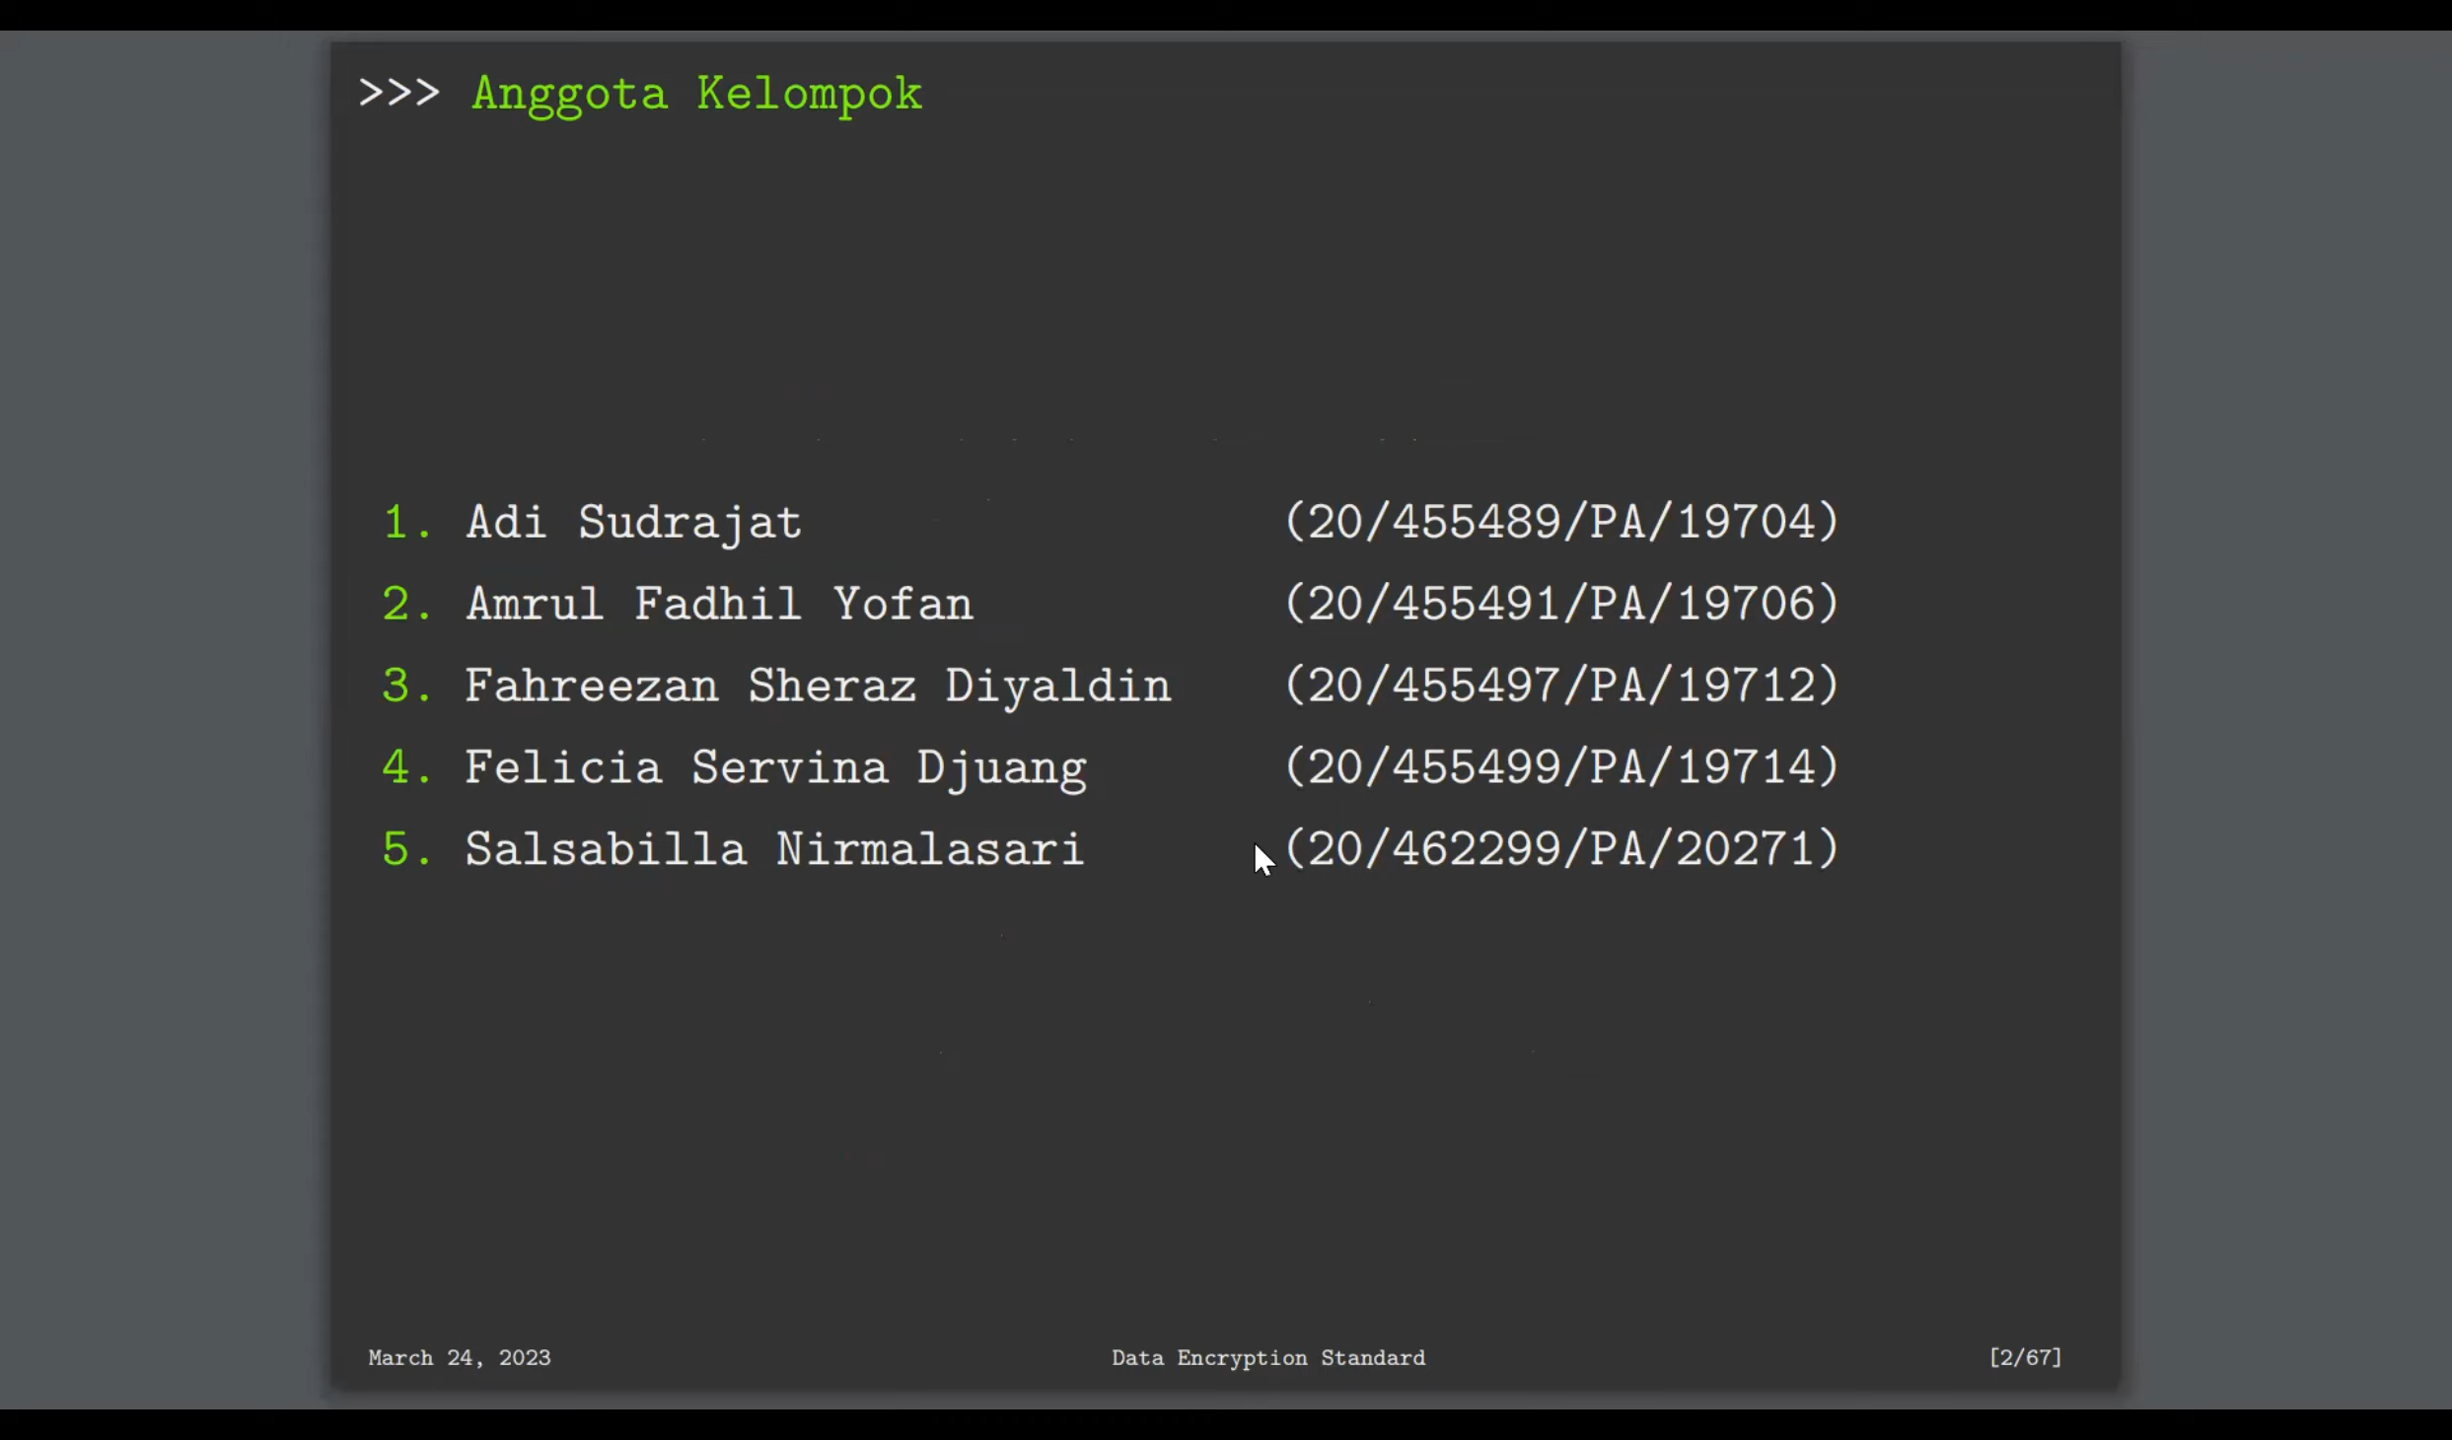 >>> Anggota Kelompok
1. Adi Sudrajat (20/455489/PA/19704)
2. Amrul Fadhil Yofan (20/455491/PA/19706)
3. Fahreezan Sheraz Diyaldin (20/455497/PA/19712)
4. Felicia Servina Djuang (20/455499/PA/19714)
5. Salsabilla Nirmalasari (20/462299/PA/20271)
March 24, 2023 Data Encryption Standard [2/67]